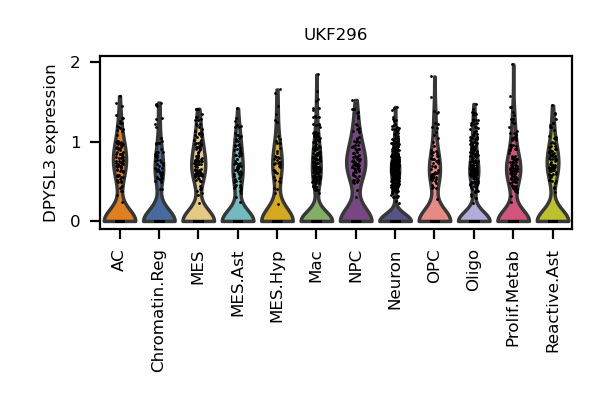 UKF296
DPYSL3 expression
2
1
0
AC
Chromatin.Reg
MES
MES.Ast
MES.Hyp
Mac
NPC
Neuron
OPC
Oligo
Prolif.Metab
Reactive.Ast